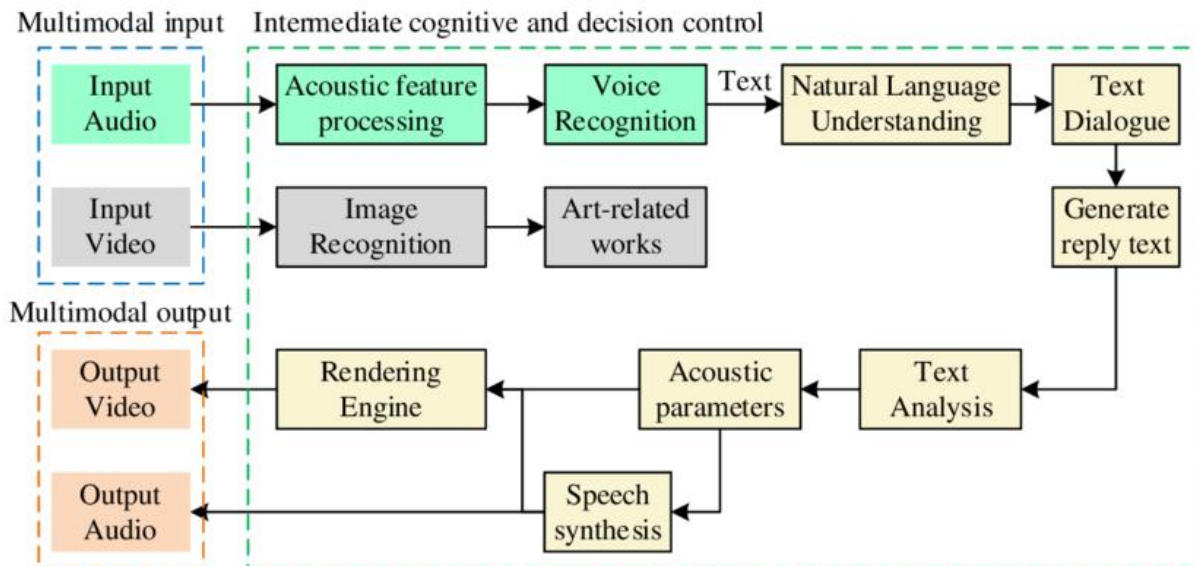 Multimodal input
Intermediate cognitive and decision control
Input
Audio
Acoustic feature
processing
Voice
Recognition
Text
Natural Language
Understanding
Text
Dialogue
Input
Video
Image
Recognition
Art-related
works
Generate
reply text
Multimodal output
Output
Video
Rendering
Engine
Acoustic
parameters
Text
Analysis
Output
Audio
Speech
synthesis